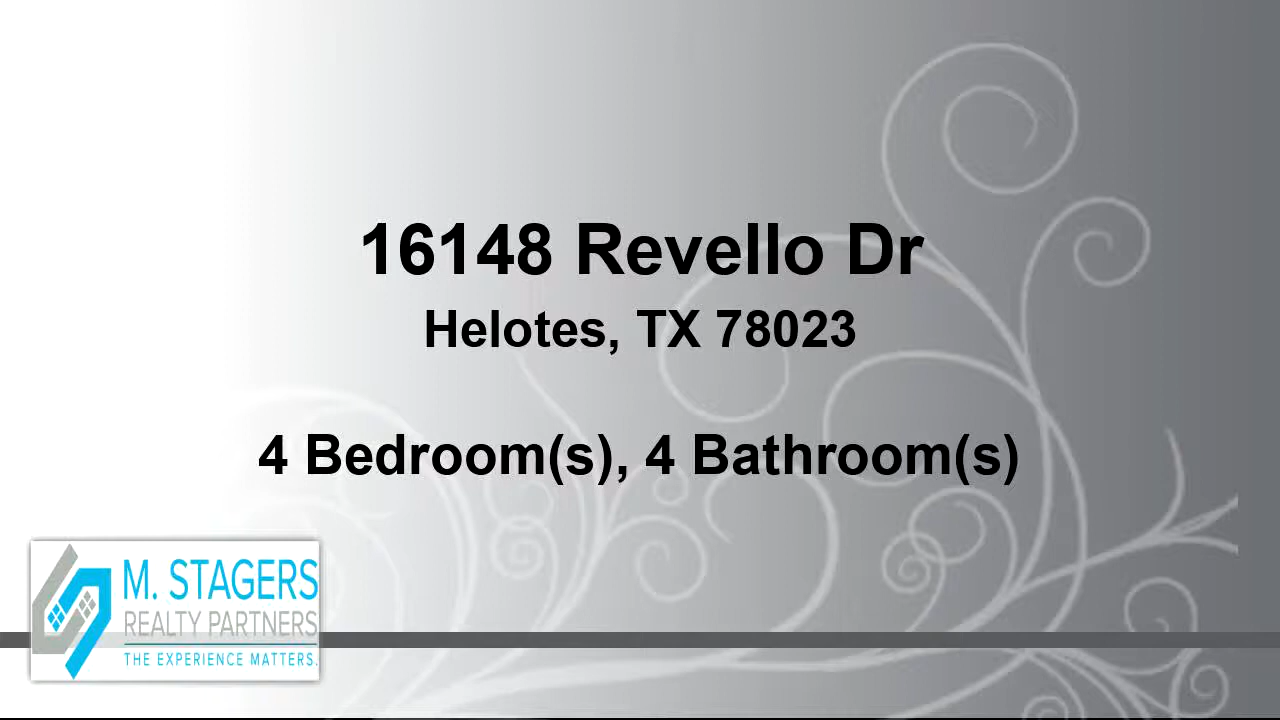 16148 Revello Dr
Helotes, TX 78023
4 Bedroom(s), 4 Bathroom(s)
M. STAGERS
REALTY PARTNERS
THE EXPERIENCE MATTERS.